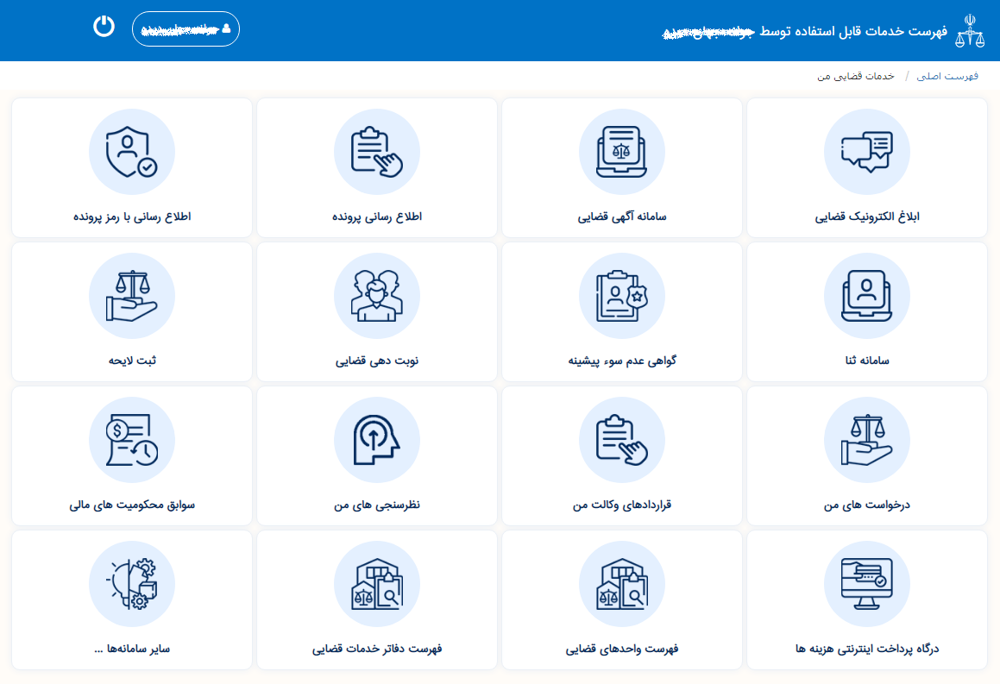 فهرست خدمات قابل استفاده توسط
فهرست اصلی / خدمات قضایی من
ابلاغ الکترونیک قضایی
سامانه آگهی قضایی
اطلاع رسانی پرونده
اطلاع رسانی با رمز پرونده
سامانه ثنا
گواهی عدم سوء پیشینه
نوبت دهی قضایی
ثبت لایحه
درخواست های من
قراردادهای وکالت من
نظرسنجی های من
سوابق محکومیت های مالی
درگاه پرداخت اینترنتی هزینه ها
فهرست واحدهای قضایی
فهرست دفاتر خدمات قضایی
سایر سامانه‌ها ...